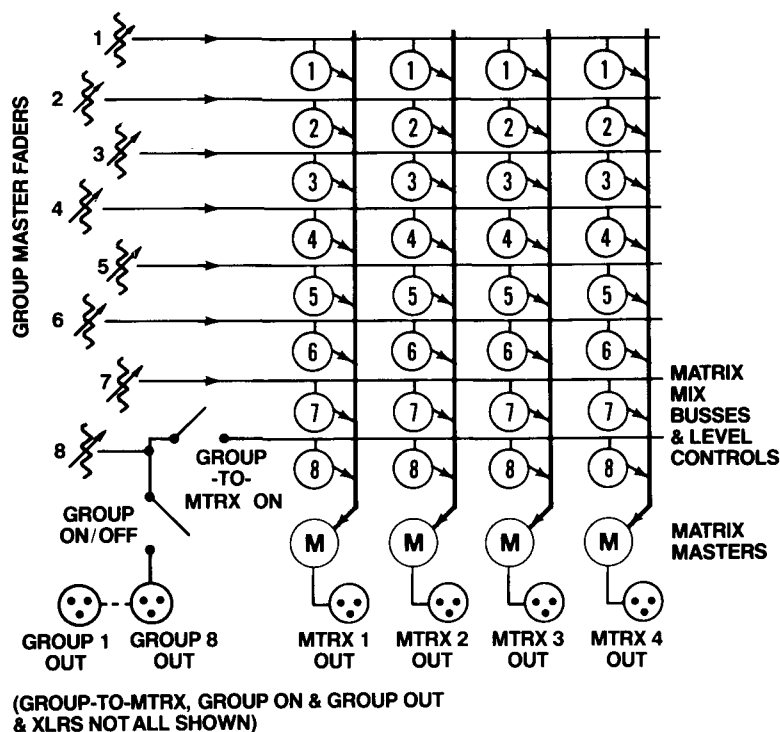 GROUP MASTER FADERS
1
2
3
4
5
6
7
8
1 1 1 1
2 2 2 2
3 3 3 3
4 4 4 4
5 5 5 5
6 6 6 6
7 7 7 7
8 8 8 8
MATRIX
MIX
BUSSES
& LEVEL
CONTROLS
GROUP
-TO-
MTRX ON
GROUP
ON/OFF
M M M M
MATRIX
MASTERS
GROUP 1
OUT
GROUP 8
OUT
MTRX 1
OUT
MTRX 2
OUT
MTRX 3
OUT
MTRX 4
OUT
(GROUP-TO-MTRX, GROUP ON & GROUP OUT
& XLRS NOT ALL SHOWN)